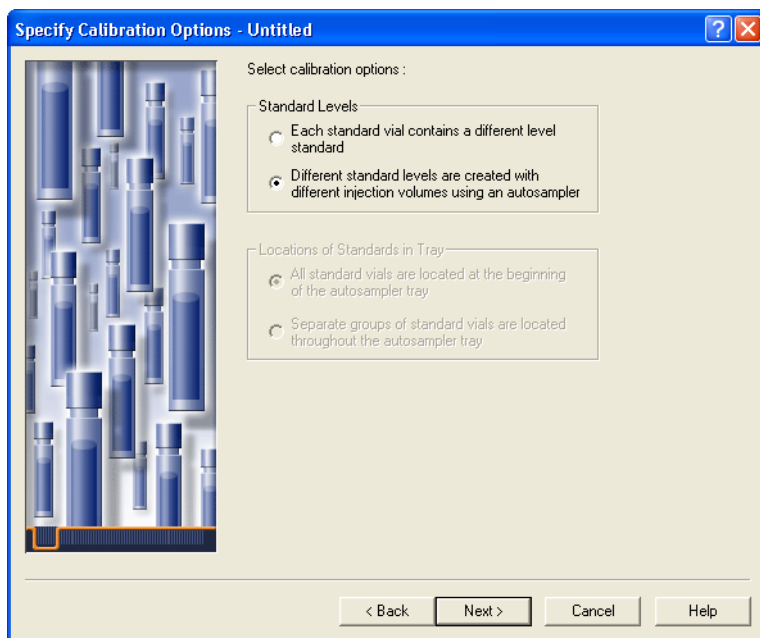 Specify Calibration Options - Untitled
Select calibration options :
Standard Levels
Each standard vial contains a different level
standard
Different standard levels are created with
different injection volumes using an autosampler
Locations of Standards in Tray
All standard vials are located at the beginning
of the autosampler tray
Separate groups of standard vials are located
throughout the autosampler tray
< Back
Next >
Cancel
Help